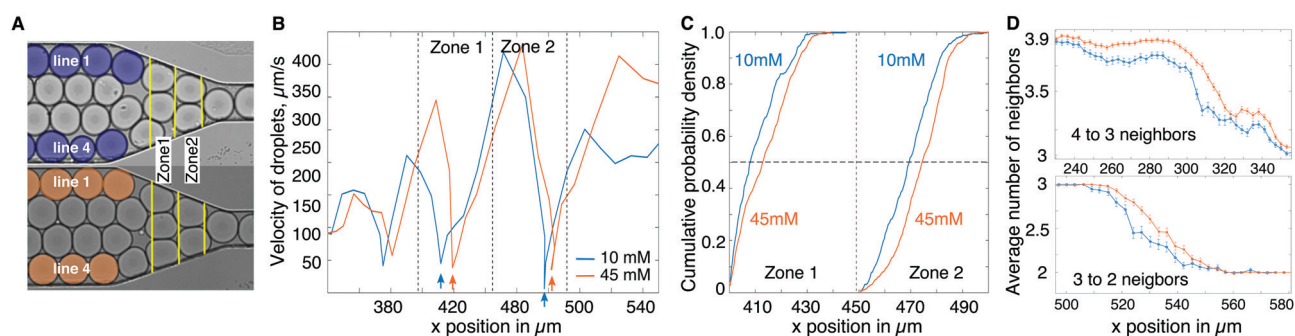 A
line 1
line 4
Zone1
Zone2
line 1
line 4
B
Velocity of droplets, µm/s
400
350
300
250
200
150
100
50
Zone 1
Zone 2
10 mM
45 mM
380
420
480
520
540
x position in µm
C
Cumulative probability density
1.0
0.8
0.6
0.4
0.2
0
10mM
45mM
Zone 1
10mM
45mM
Zone 2
410
430
450
470
490
x position in µm
D
Average number of neighbors
3.9
3.5
3
4 to 3 neighbors
240
260
280
300
320
340
3
2.5
2
3 to 2 neigbors
500
520
540
560
580
x position in µm